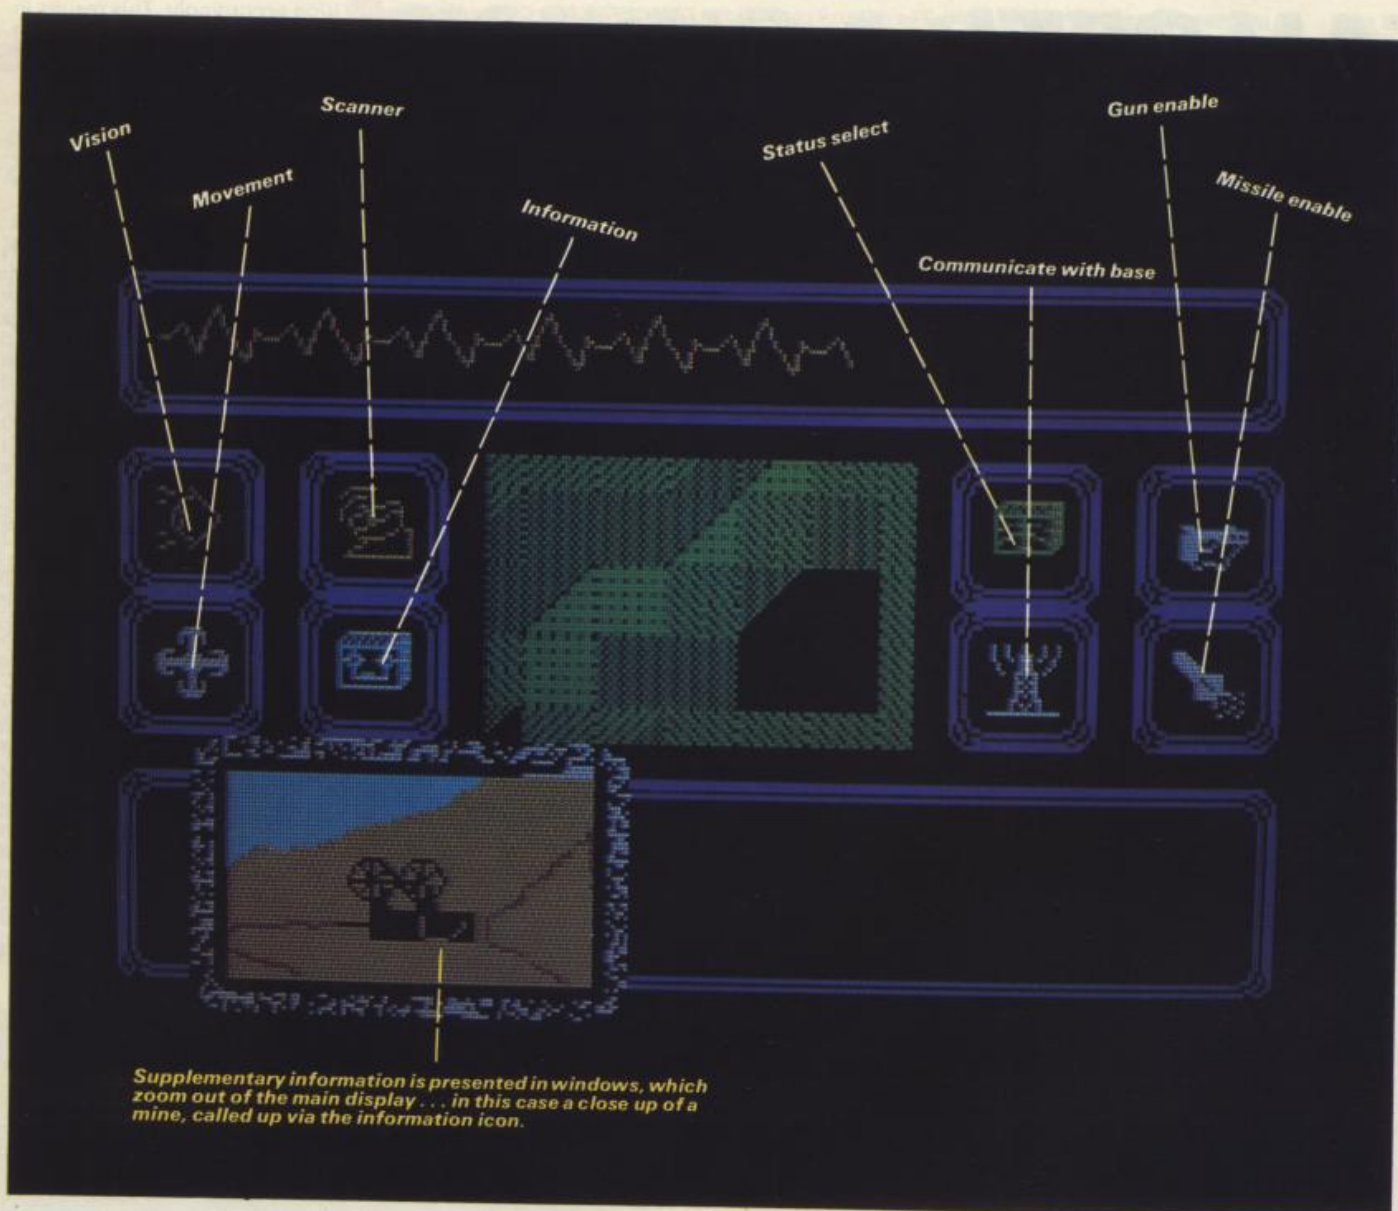 Vision
Scanner
Movement
Information
Status select
Gun enable
Missile enable
Communicate with base
Supplementary information is presented in windows, which
zoom out of the main display . . . in this case a close up of a
mine, called up via the information icon.